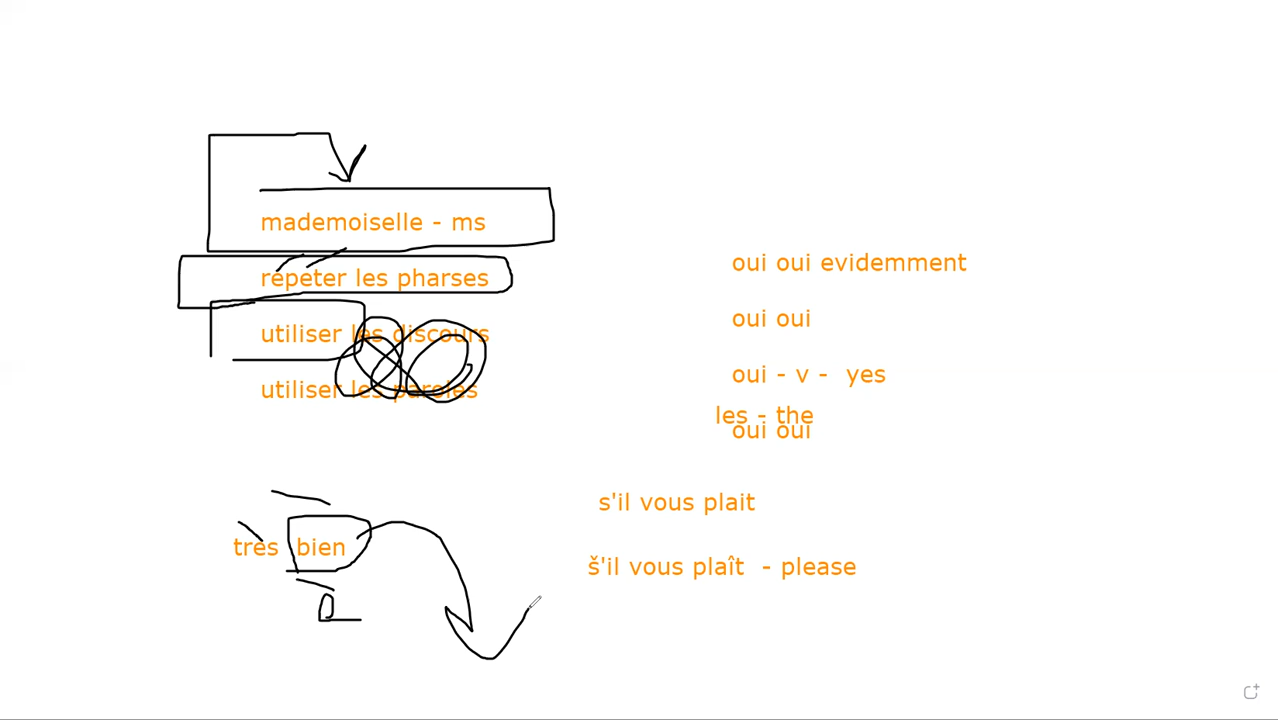 mademoiselle - ms
répéter les pharses
utiliser les discours
utiliser les paroles
oui oui evidemment
oui oui
oui - v -  yes
les - the
oui oui
très bien
s'il vous plait
š'il vous plaît  - please